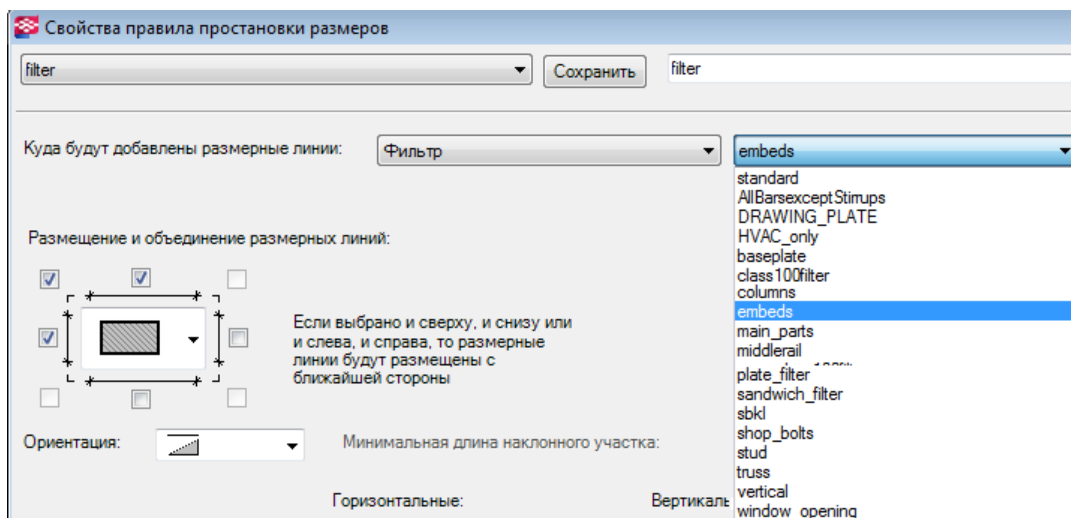 Свойства правила простановки размеров
filter Сохранить filter
Куда будут добавлены размерные линии: Фильтр embeds
standard
AllBarsexceptStirrups
DRAWING_PLATE
HVAC_only
baseplate
class100filter
columns
embeds
main_parts
middlerail
plate_filter
sandwich_filter
sbkl
shop_bolts
stud
truss
vertical
window_opening
Размещение и объединение размерных линий:
Если выбрано и сверху, и снизу или
и слева, и справа, то размерные
линии будут размещены с
ближайшей стороны
Ориентация: Минимальная длина наклонного участка:
Горизонтальные: